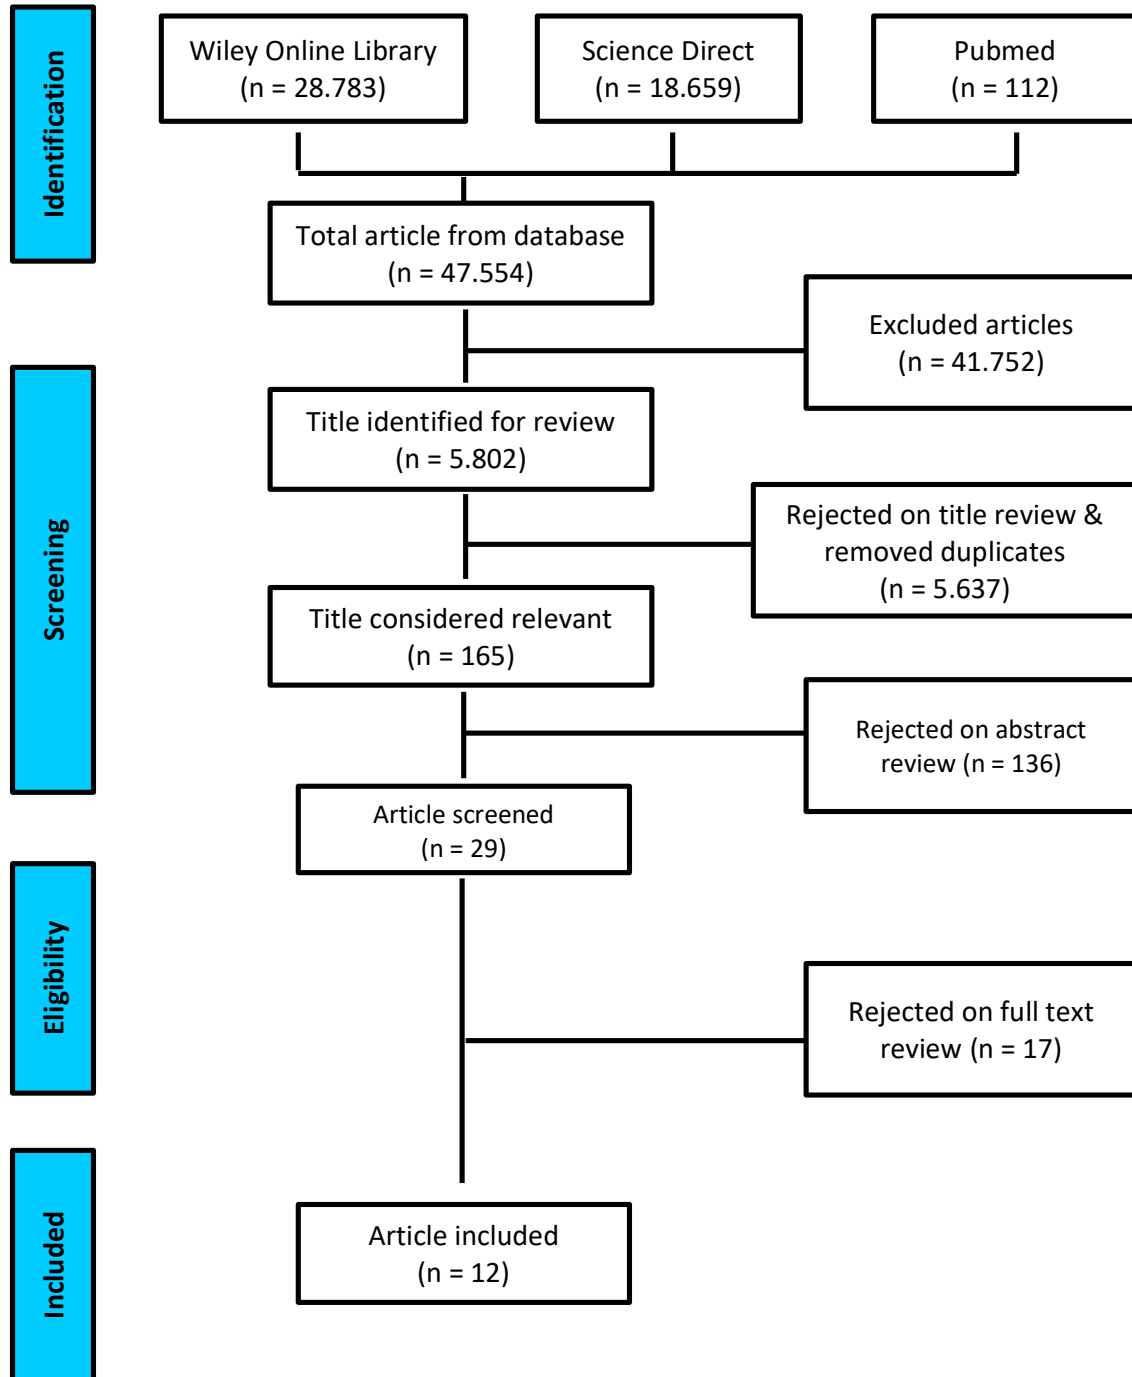 Identification
Wiley Online Library
(n = 28.783)
Science Direct
(n = 18.659)
Pubmed
(n = 112)
Total article from database
(n = 47.554)
Excluded articles
(n = 41.752)
Screening
Title identified for review
(n = 5.802)
Rejected on title review &
removed duplicates
(n = 5.637)
Title considered relevant
(n = 165)
Rejected on abstract
review (n = 136)
Article screened
(n = 29)
Eligibility
Rejected on full text
review (n = 17)
Included
Article included
(n = 12)